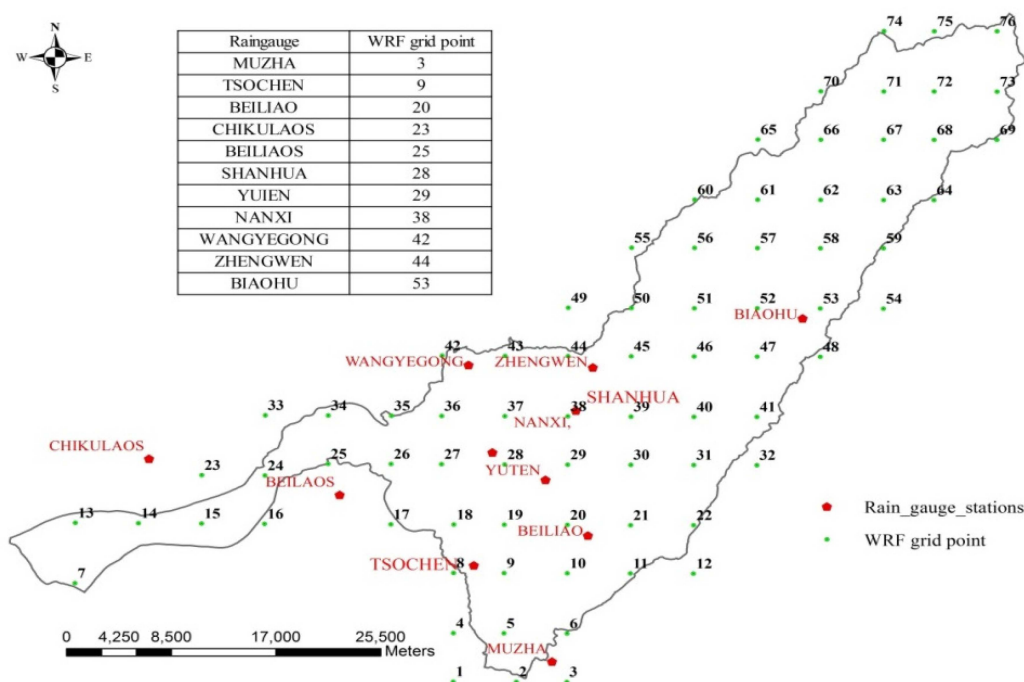 N
W E
S
Raingauge WRF grid point
MUZHA 3
TSOCHEN 9
BEILIAO 20
CHIKULAOS 23
BEILIAOS 25
SHANHUA 28
YUIEN 29
NANXI 38
WANGYEGONG 42
ZHENGWEN 44
BIAOHU 53
74 75 76
70 71 72 73
65 66 67 68 69
60 61 62 63 64
55 56 57 58 59
49 50 51 52 53 54
BIAOHU
42 43 44 45 46 47 48
WANGYEGONG ZHENGWEN
33 34 35 36 37 38 39 40 41
SHANHUA
NANXI,
CHIKULAOS
23 24 25 26 27 28 29 30 31 32
BEILAOS YUTEN
13 14 15 16 17 18 19 20 21 22
BEILIAO
Rain_gauge_stations
WRF grid point
7 8 9 10 11 12
TSOCHEN
4 5 6
MUZHA
0 4,250 8,500 17,000 25,500
Meters
1 2 3